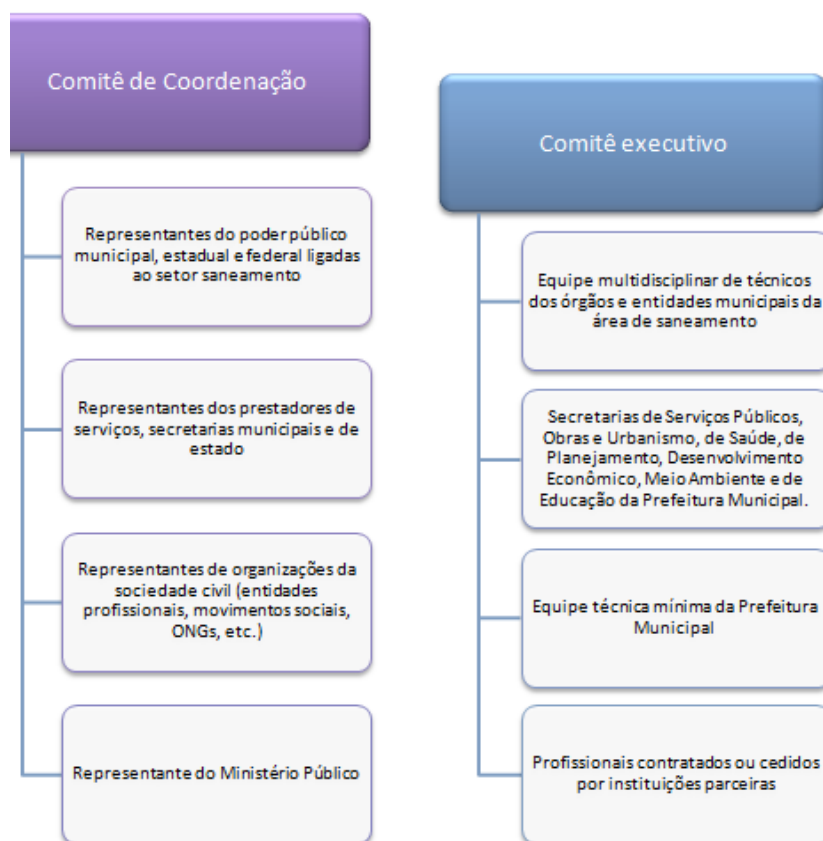 Comitê de Coordenação
Representantes do poder público
municipal, estadual e federal ligadas
ao setor saneamento
Representantes dos prestadores de
serviços, secretarias municipais e de
estado
Representantes de organizações da
sociedade civil (entidades
profissionais, movimentos sociais,
ONGs, etc.)
Representante do Ministério Público
Comitê executivo
Equipe multidisciplinar de técnicos
dos órgãos e entidades municipais da
área de saneamento
Secretarias de Serviços Públicos,
Obras e Urbanismo, de Saúde, de
Planejamento, Desenvolvimento
Econômico, Meio Ambiente e de
Educação da Prefeitura Municipal.
Equipe técnica mínima da Prefeitura
Municipal
Profissionais contratados ou cedidos
por instituições parceiras